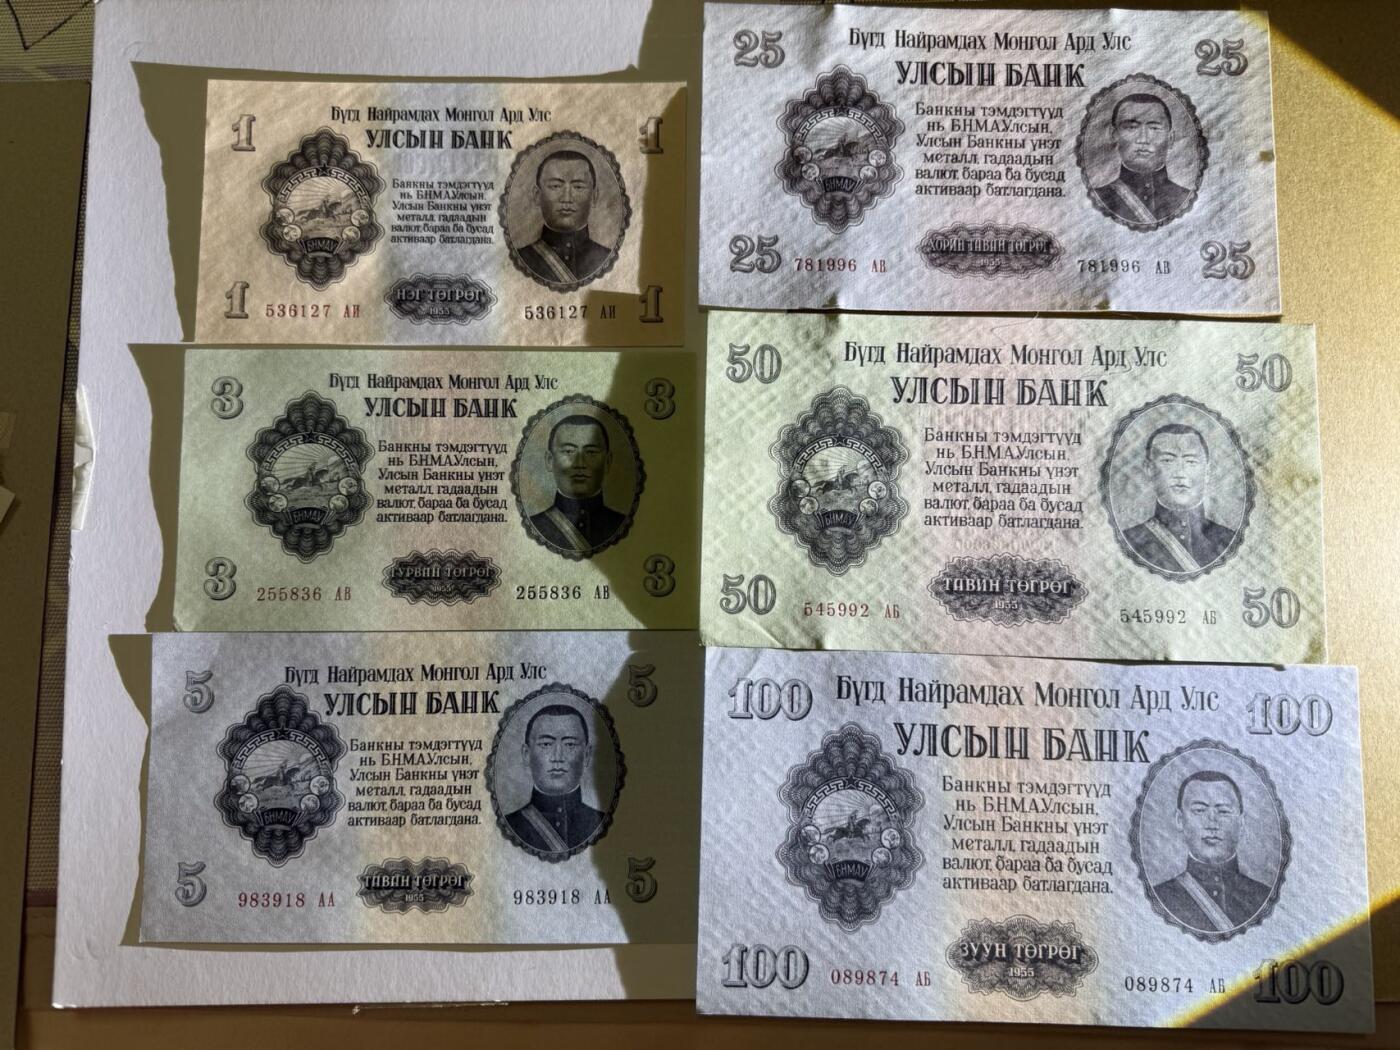 1
1
Бүгд Найрамдах Монгол Ард Улс
УЛСЫН БАНК
Банкны тэмдэгтүүд
нь Б.Н.М.А.Улсын,
Улсын Банкны үнэт
металл, гадаадын
валют, бараа ба бусад
активаар батлагдана.
БНМАУ
НЭГ ТӨГРӨГ
1955
1
536127 АИ
536127 АИ
1
3
3
Бүгд Найрамдах Монгол Ард Улс
УЛСЫН БАНК
Банкны тэмдэгтүүд
нь Б.Н.М.А.Улсын,
Улсын Банкны үнэт
металл, гадаадын
валют, бараа ба бусад
активаар батлагдана.
БНМАУ
ГУРВАН ТӨГРӨГ
1955
3
255836 АВ
255836 АВ
3
5
5
Бүгд Найрамдах Монгол Ард Улс
УЛСЫН БАНК
Банкны тэмдэгтүүд
нь Б.Н.М.А.Улсын,
Улсын Банкны үнэт
металл, гадаадын
валют, бараа ба бусад
активаар батлагдана.
БНМАУ
ТАВАН ТӨГРӨГ
1955
5
983918 АА
983918 АА
5
25
25
Бүгд Найрамдах Монгол Ард Улс
УЛСЫН БАНК
Банкны тэмдэгтүүд
нь Б.Н.М.А.Улсын,
Улсын Банкны үнэт
металл, гадаадын
валют, бараа ба бусад
активаар батлагдана.
БНМАУ
ХОРИН ТАВАН ТӨГРӨГ
1955
25
781996 АВ
781996 АВ
25
50
50
Бүгд Найрамдах Монгол Ард Улс
УЛСЫН БАНК
Банкны тэмдэгтүүд
нь Б.Н.М.А.Улсын,
Улсын Банкны үнэт
металл, гадаадын
валют, бараа ба бусад
активаар батлагдана.
БНМАУ
ТАВИН ТӨГРӨГ
1955
50
545992 АБ
545992 АБ
50
100
100
Бүгд Найрамдах Монгол Ард Улс
УЛСЫН БАНК
Банкны тэмдэгтүүд
нь Б.Н.М.А.Улсын,
Улсын Банкны үнэт
металл, гадаадын
валют, бараа ба бусад
активаар батлагдана.
БНМАУ
ЗУУН ТӨГРӨГ
1955
100
089874 АБ
089874 АБ
100